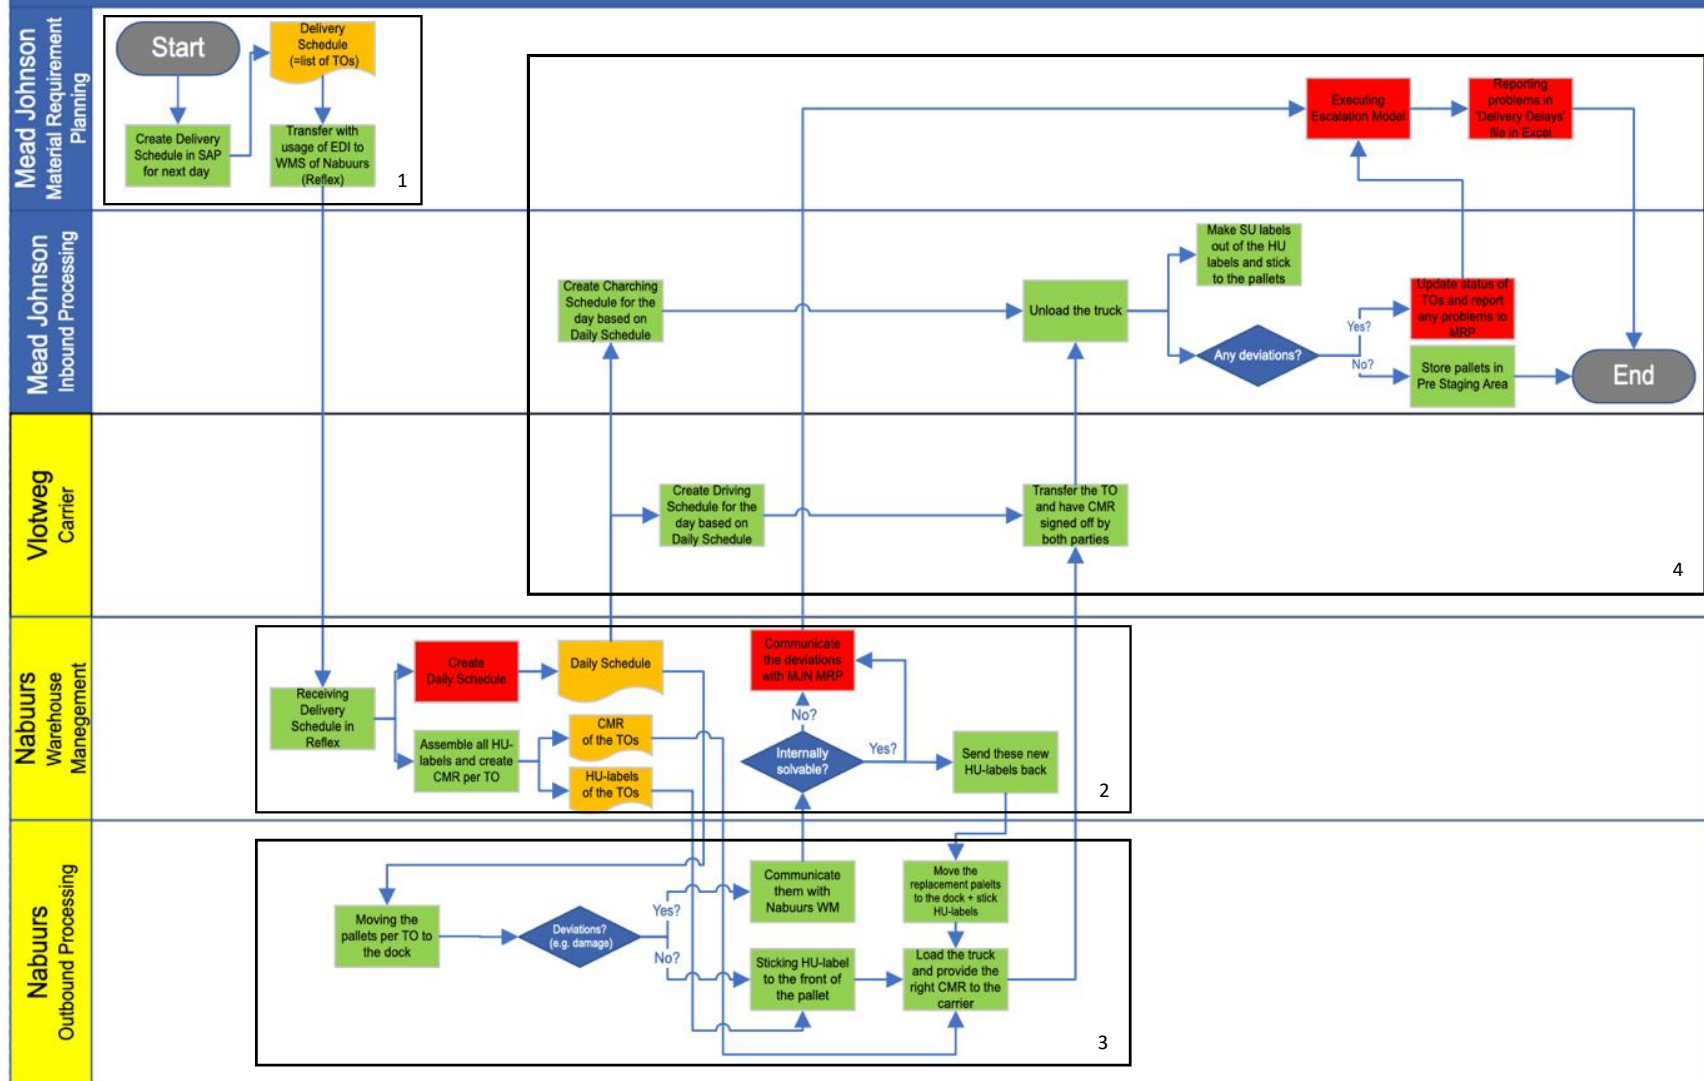 Mead Johnson
Material Requirement
Planning
Start
Create Delivery
Schedule in SAP
for next day
Delivery
Schedule
(=list of TOs)
Transfer with
usage of EDI to
WMS of Nabuurs
(Reflex)
1
Executing
Escalation Model
Reporting
problems in
'Delivery Delays'
file in Excel
Mead Johnson
Inbound Processing
Create Charching
Schedule for the
day based on
Daily Schedule
Unload the truck
Make SU labels
out of the HU
labels and stick
to the pallets
Any deviations?
Yes?
No?
Update status of
TOs and report
any problems to
MRP
Store pallets in
Pre Staging Area
End
Vlotweg
Carrier
Create Driving
Schedule for the
day based on
Daily Schedule
Transfer the TO
and have CMR
signed off by
both parties
4
Nabuurs
Warehouse
Manegement
Receiving
Delivery
Schedule in
Reflex
Create
Daily Schedule
Daily Schedule
Assemble all HU-
labels and create
CMR per TO
CMR
of the TOs
HU-labels
of the TOs
Communicate
the deviations
with MJN MRP
No?
Internally
solvable?
Yes?
Send these new
HU-labels back
2
Nabuurs
Outbound Processing
Moving the
pallets per TO to
the dock
Deviations?
(e.g. damage)
Yes?
No?
Communicate
them with
Nabuurs WM
Sticking HU-label
to the front of
the pallet
Move the
replacement palelts
to the dock + stick
HU-labels
Load the truck
and provide the
right CMR to the
carrier
3